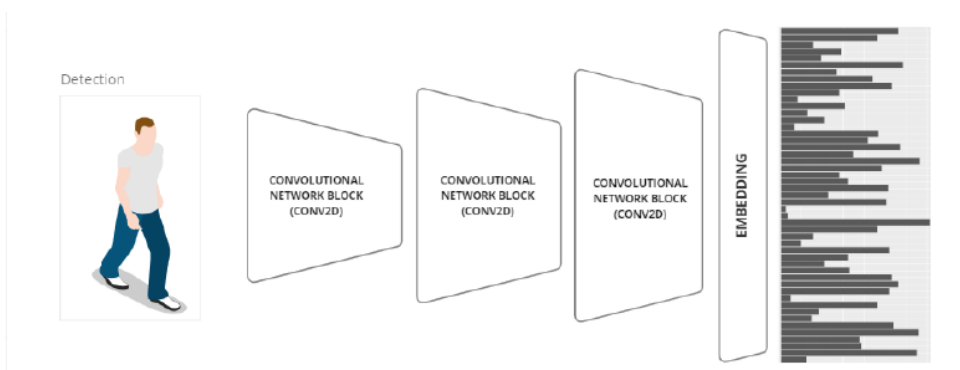 Detection
CONVOLUTIONAL
NETWORK BLOCK
(CONV2D)
CONVOLUTIONAL
NETWORK BLOCK
(CONV2D)
CONVOLUTIONAL
NETWORK BLOCK
(CONV2D)
EMBEDDING